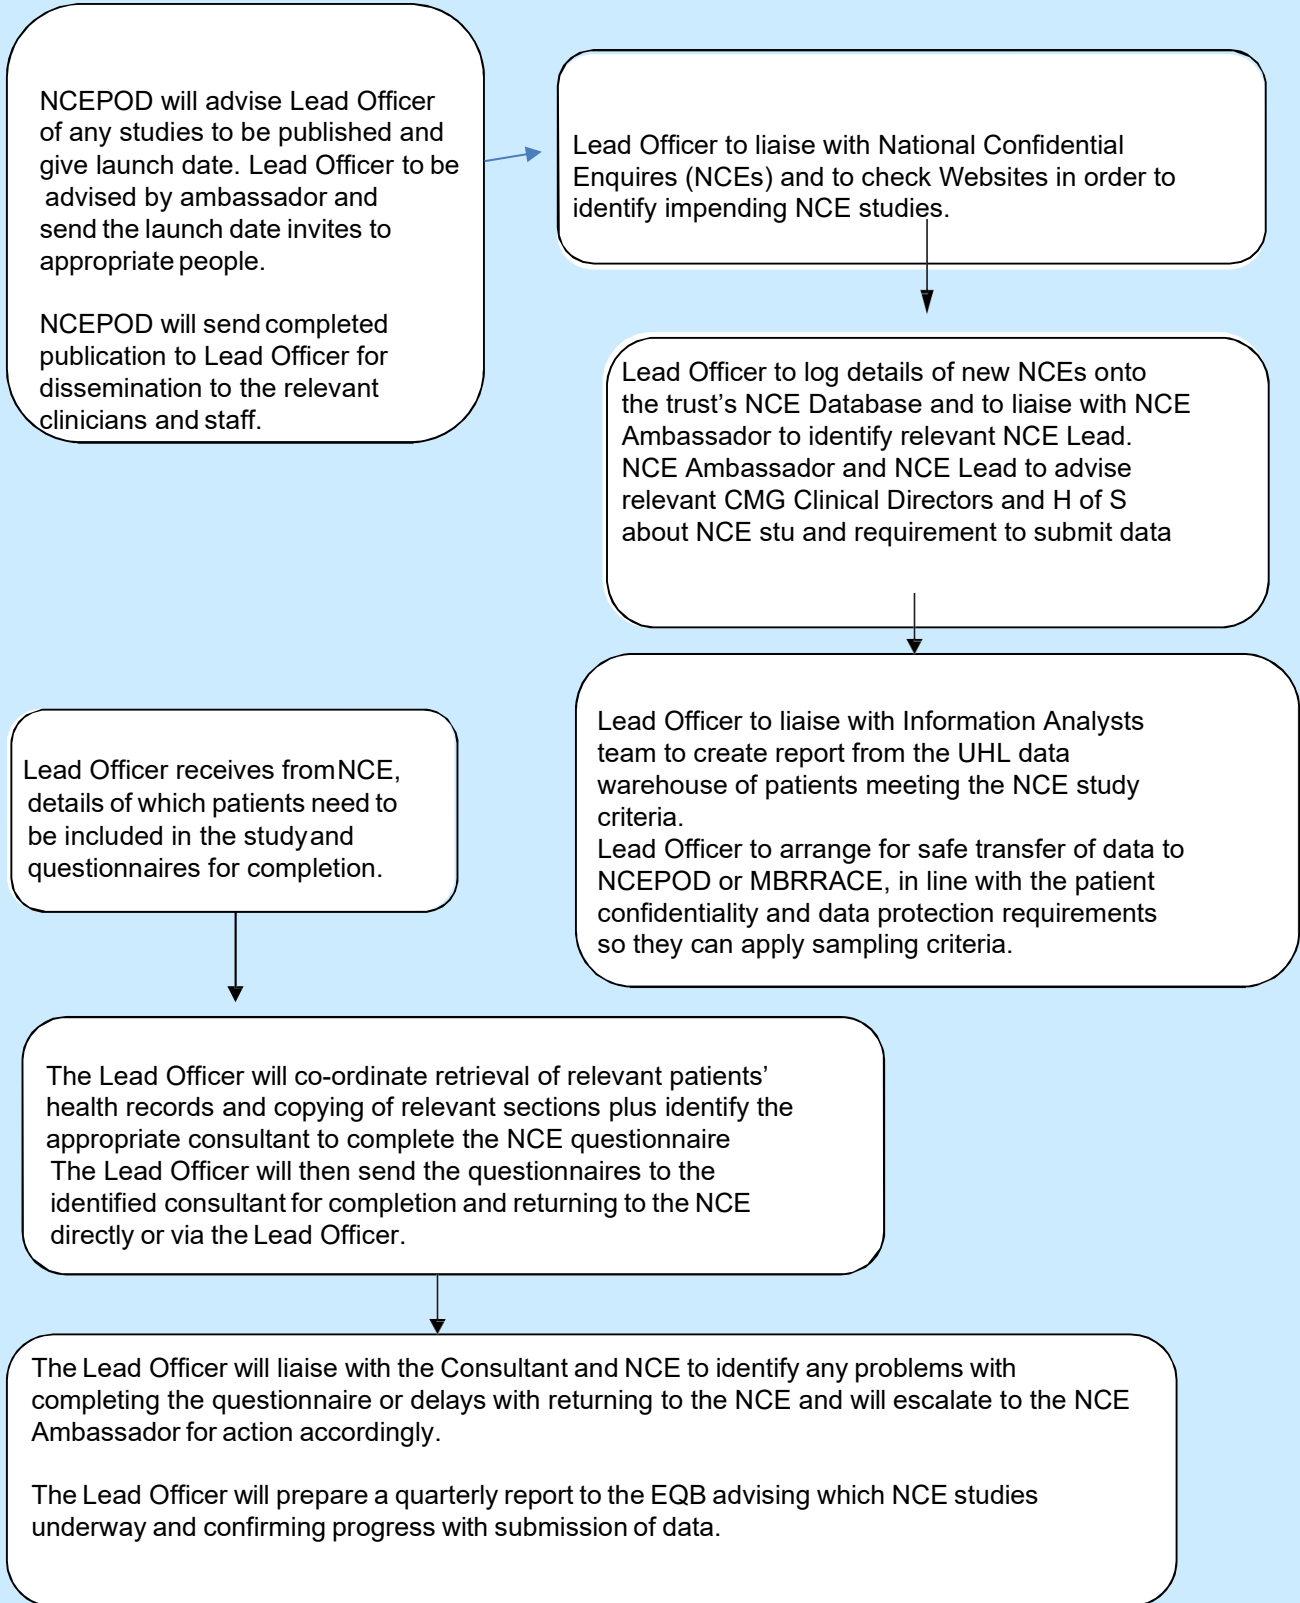 NCEPOD will advise Lead Officer
of any studies to be published and
give launch date. Lead Officer to be
advised by ambassador and
send the launch date invites to
appropriate people.
NCEPOD will send completed
publication to Lead Officer for
dissemination to the relevant
clinicians and staff.
Lead Officer to liaise with National Confidential
Enquires (NCEs) and to check Websites in order to
identify impending NCE studies.
Lead Officer to log details of new NCEs onto
the trust’s NCE Database and to liaise with NCE
Ambassador to identify relevant NCE Lead.
NCE Ambassador and NCE Lead to advise
relevant CMG Clinical Directors and H of S
about NCE stu and requirement to submit data
Lead Officer to liaise with Information Analysts
team to create report from the UHL data
warehouse of patients meeting the NCE study
criteria.
Lead Officer to arrange for safe transfer of data to
NCEPOD or MBRRACE, in line with the patient
confidentiality and data protection requirements
so they can apply sampling criteria.
Lead Officer receives from NCE,
details of which patients need to
be included in the study and
questionnaires for completion.
The Lead Officer will co-ordinate retrieval of relevant patients’
health records and copying of relevant sections plus identify the
appropriate consultant to complete the NCE questionnaire
The Lead Officer will then send the questionnaires to the
identified consultant for completion and returning to the NCE
directly or via the Lead Officer.
The Lead Officer will liaise with the Consultant and NCE to identify any problems with
completing the questionnaire or delays with returning to the NCE and will escalate to the NCE
Ambassador for action accordingly.
The Lead Officer will prepare a quarterly report to the EQB advising which NCE studies
underway and confirming progress with submission of data.